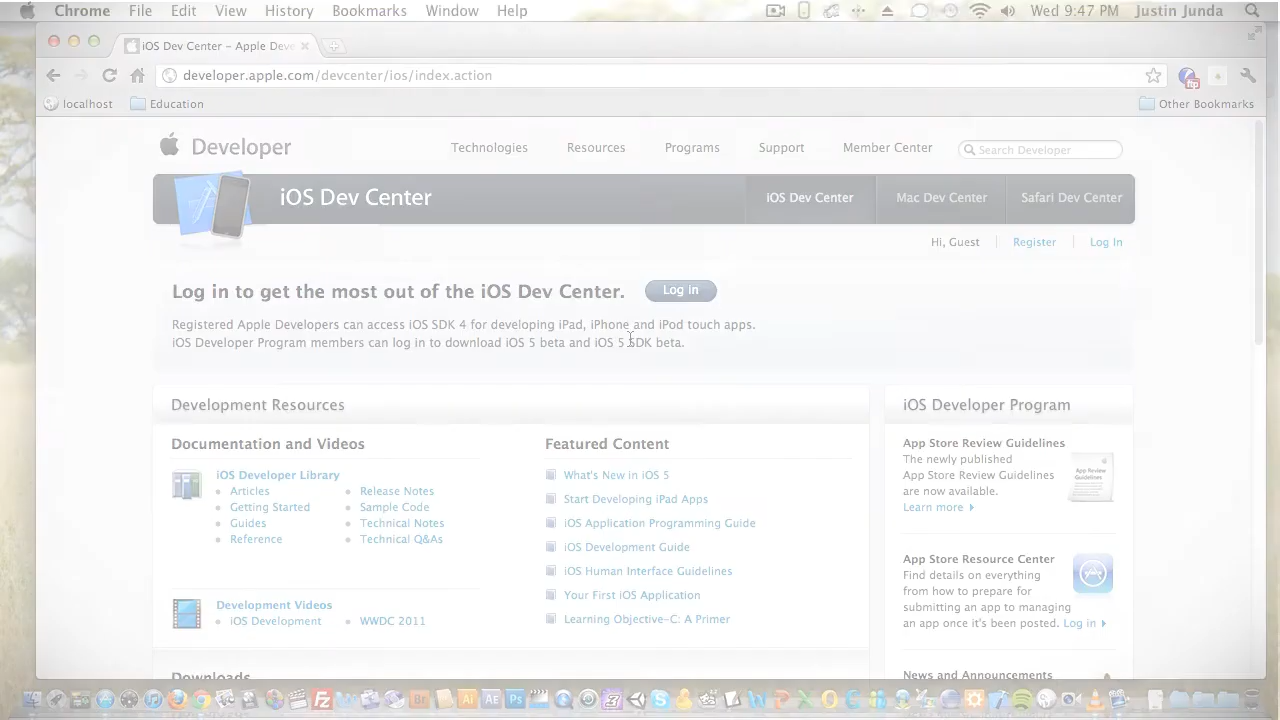 Chrome File Edit View History Bookmarks Window Help Wed 9:47 PM Justin Junda
iOS Dev Center – Apple Deve
developer.apple.com/devcenter/ios/index.action
localhost Education Other Bookmarks
Developer Technologies Resources Programs Support Member Center Search Developer
iOS Dev Center iOS Dev Center Mac Dev Center Safari Dev Center
Hi, Guest Register Log In
Log in to get the most out of the iOS Dev Center. Log in
Registered Apple Developers can access iOS SDK 4 for developing iPad, iPhone and iPod touch apps.
iOS Developer Program members can log in to download iOS 5 beta and iOS 5 SDK beta.
Development Resources
Documentation and Videos
iOS Developer Library
Articles Release Notes
Getting Started Sample Code
Guides Technical Notes
Reference Technical Q&As
Development Videos
iOS Development WWDC 2011
Featured Content
What's New in iOS 5
Start Developing iPad Apps
iOS Application Programming Guide
iOS Development Guide
iOS Human Interface Guidelines
Your First iOS Application
Learning Objective-C: A Primer
iOS Developer Program
App Store Review Guidelines
The newly published
App Store Review Guidelines
are now available.
Learn more
App Review
Guidelines
App Store Resource Center
Find details on everything
from how to prepare for
submitting an app to managing
an app once it's been posted. Log in
News and Announcements
Downloads
Br Ai Ae Ps